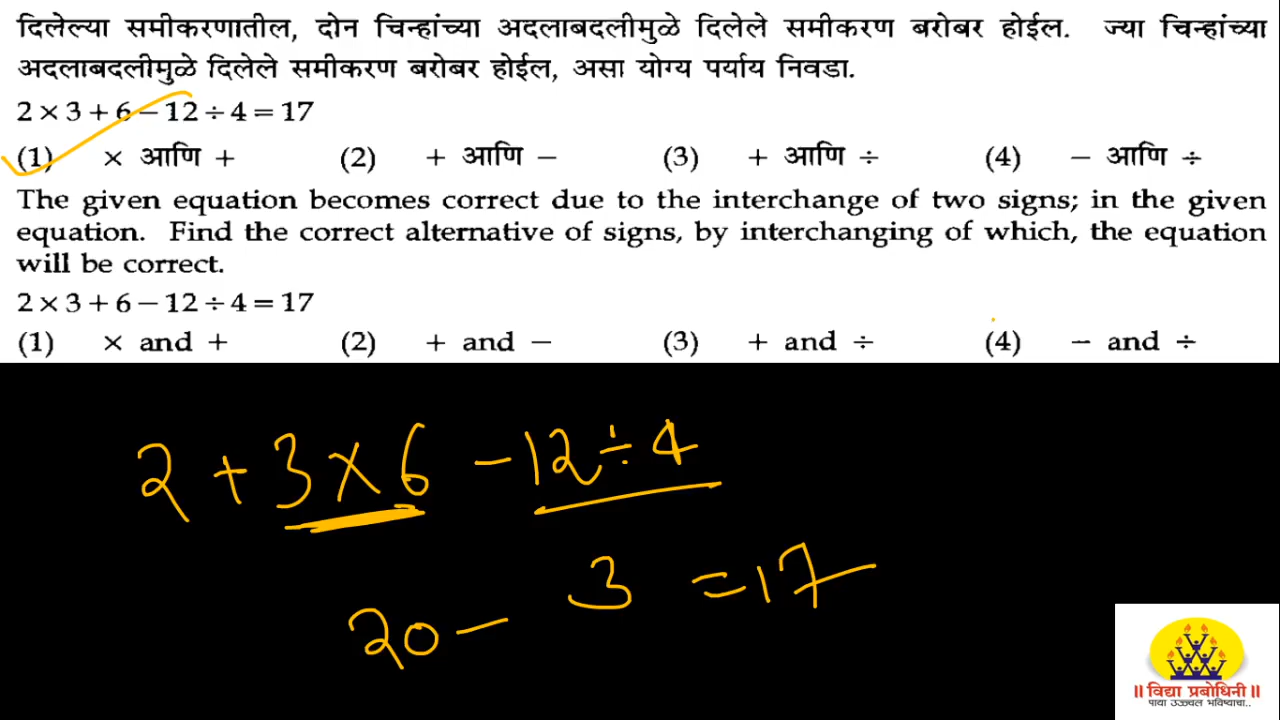 दिलेल्या समीकरणातील, दोन चिन्हांच्या अदलाबदलीमुळे दिलेले समीकरण बरोबर होईल. ज्या चिन्हांच्या
अदलाबदलीमुळे दिलेले समीकरण बरोबर होईल, असा योग्य पर्याय निवडा.
2 × 3 + 6 − 12 ÷ 4 = 17
(1) × आणि + (2) + आणि − (3) + आणि ÷ (4) − आणि ÷
The given equation becomes correct due to the interchange of two signs; in the given
equation. Find the correct alternative of signs, by interchanging of which, the equation
will be correct.
2 × 3 + 6 − 12 ÷ 4 = 17
(1) × and + (2) + and − (3) + and ÷ (4) − and ÷
2 + 3 × 6 − 12 ÷ 4
20 − 3 = 17
॥ विद्या प्रबोधिनी ॥
पाया उज्ज्वल भविष्याचा..